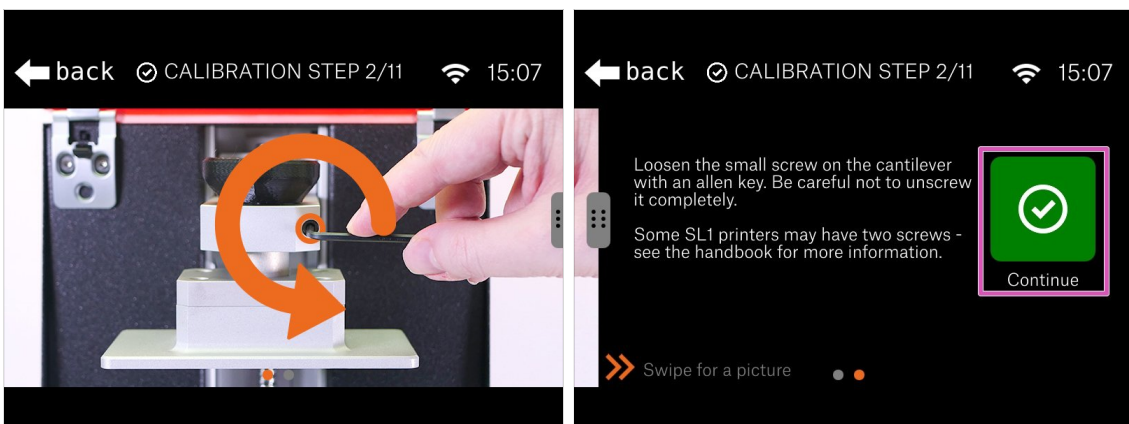 back CALIBRATION STEP 2/11 15:07
back CALIBRATION STEP 2/11 15:07
Loosen the small screw on the cantilever
with an allen key. Be careful not to unscrew
it completely.
Some SL1 printers may have two screws -
see the handbook for more information.
Continue
Swipe for a picture